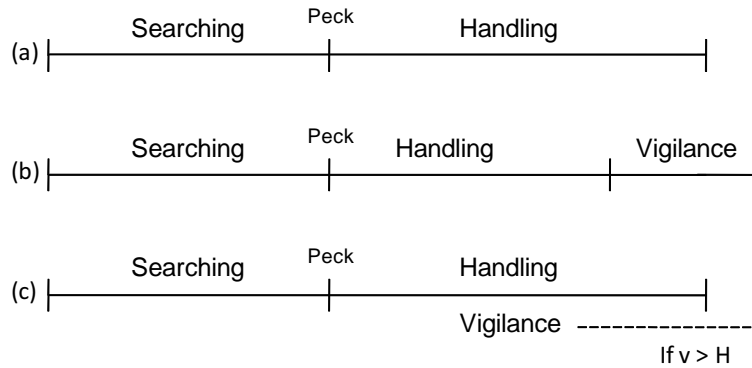 Searching Peck Handling
(a)
Searching Peck Handling Vigilance
(b)
Searching Peck Handling
(c)
Vigilance
If v > H